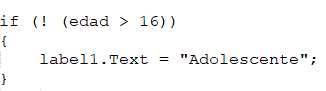 if (! (edad > 16))
{
    label1.Text = "Adolescente";
}